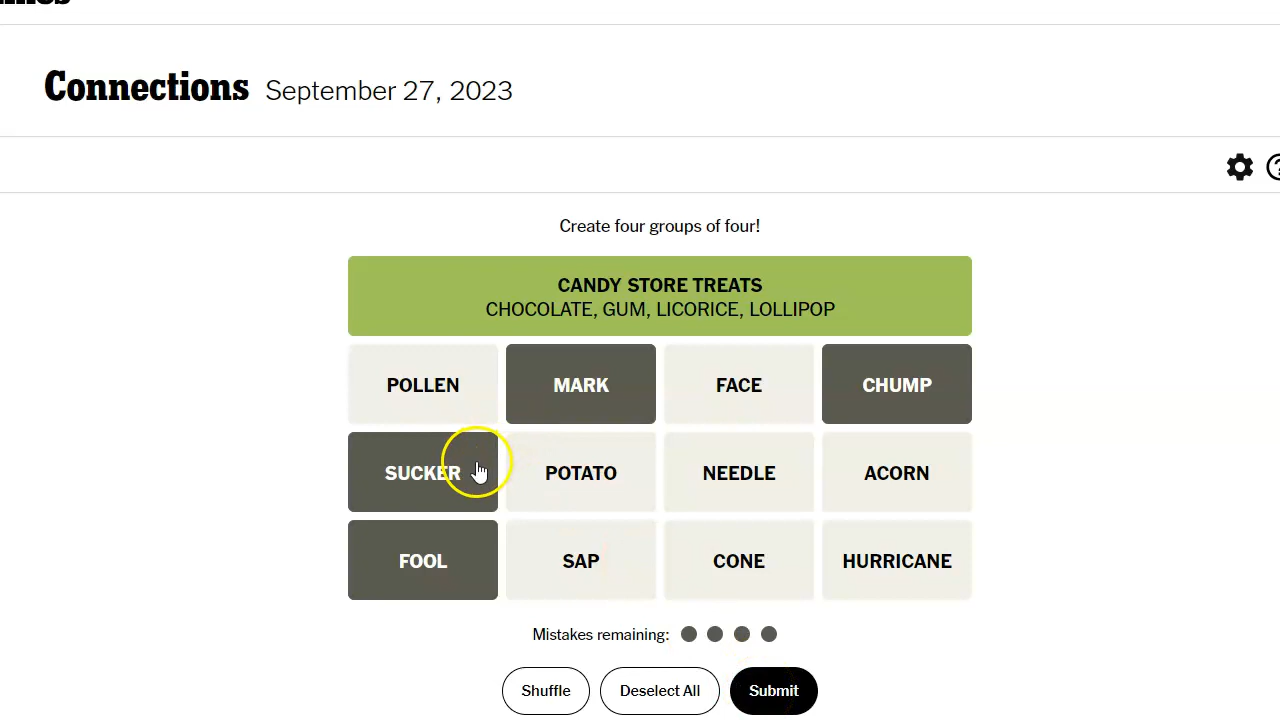 Connections September 27, 2023
Create four groups of four!
CANDY STORE TREATS
CHOCOLATE, GUM, LICORICE, LOLLIPOP
POLLEN MARK FACE CHUMP
SUCKER POTATO NEEDLE ACORN
FOOL SAP CONE HURRICANE
Mistakes remaining:
Shuffle Deselect All Submit